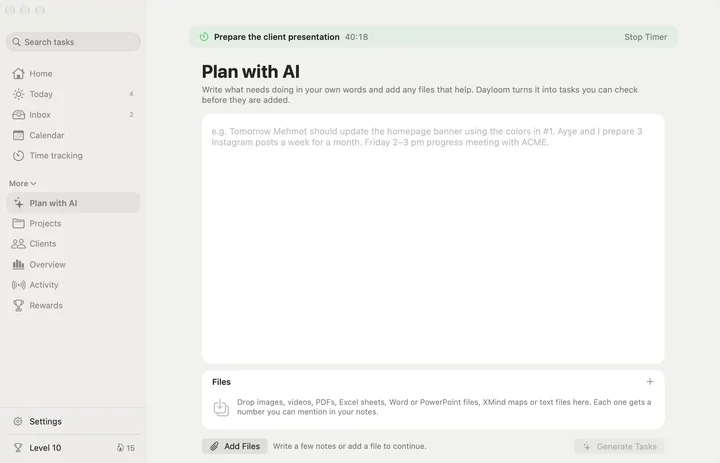 Search tasks
Home
Today 4
Inbox 2
Calendar
Time tracking
More
Plan with AI
Projects
Clients
Overview
Activity
Rewards
Settings
Level 10 15
Prepare the client presentation 40:18 Stop Timer
Plan with AI
Write what needs doing in your own words and add any files that help. Dayloom turns it into tasks you can check
before they are added.
e.g. Tomorrow Mehmet should update the homepage banner using the colors in #1. Ayşe and I prepare 3
Instagram posts a week for a month. Friday 2–3 pm progress meeting with ACME.
Files
Drop images, videos, PDFs, Excel sheets, Word or PowerPoint files, XMind maps or text files here. Each one gets a
number you can mention in your notes.
Add Files Write a few notes or add a file to continue. Generate Tasks